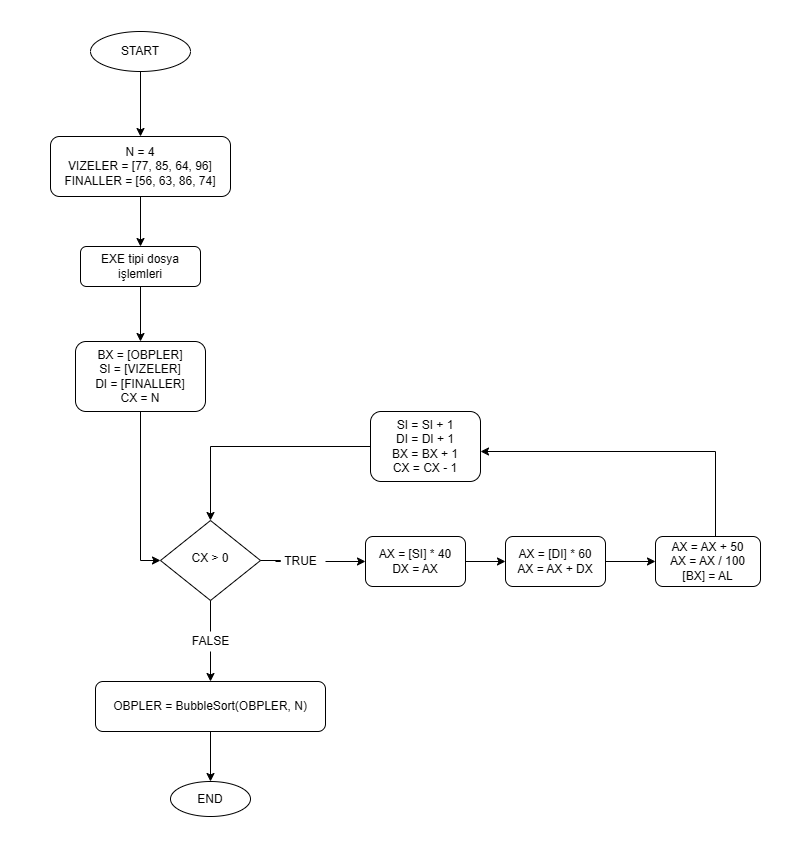 START
N = 4
VIZELER = [77, 85, 64, 96]
FINALLER = [56, 63, 86, 74]
EXE tipi dosya
işlemleri
BX = [OBPLER]
SI = [VIZELER]
DI = [FINALLER]
CX = N
SI = SI + 1
DI = DI + 1
BX = BX + 1
CX = CX - 1
CX > 0
TRUE
AX = [SI] * 40
DX = AX
AX = [DI] * 60
AX = AX + DX
AX = AX + 50
AX = AX / 100
[BX] = AL
FALSE
OBPLER = BubbleSort(OBPLER, N)
END